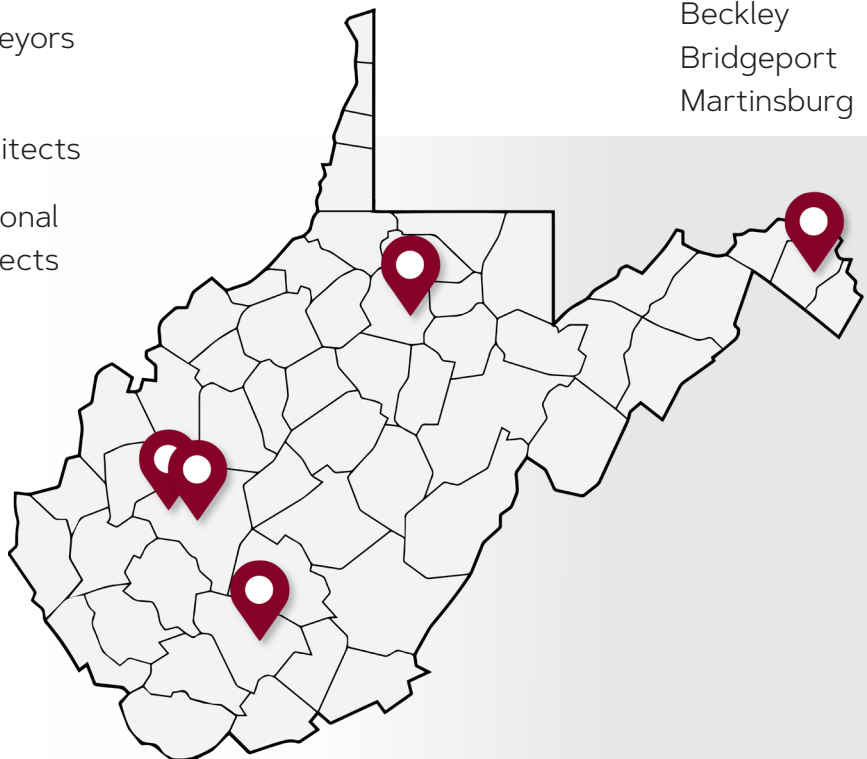 eyors
itects
onal
ects
Beckley
Bridgeport
Martinsburg